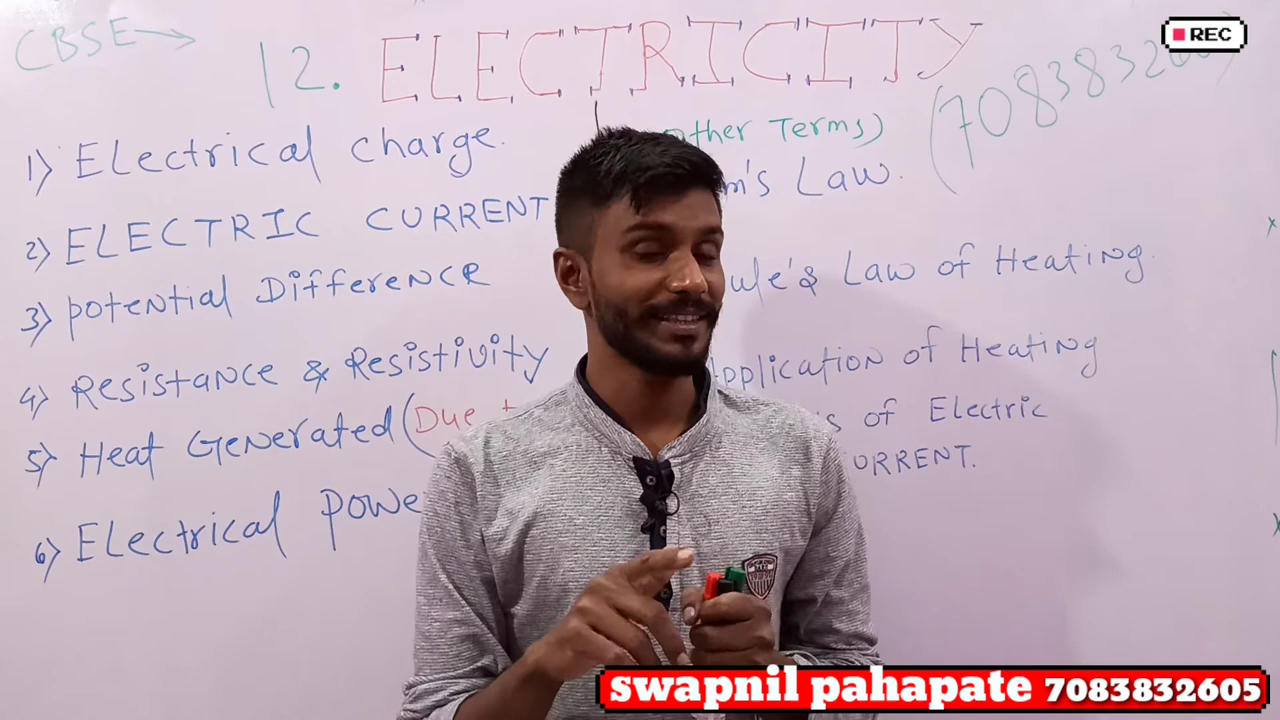 CBSE →
12. ELECTRICITY
REC
(7083832605)
1) Electrical charge.
other Terms)
2) ELECTRIC CURRENT
m's Law.
3) Potential Difference
ule's Law of Heating.
4) Resistance & Resistivity
pplication of Heating
5) Heat Generated (Due t
s of Electric
URRENT.
6) Electrical Powe
swapnil pahapate 7083832605